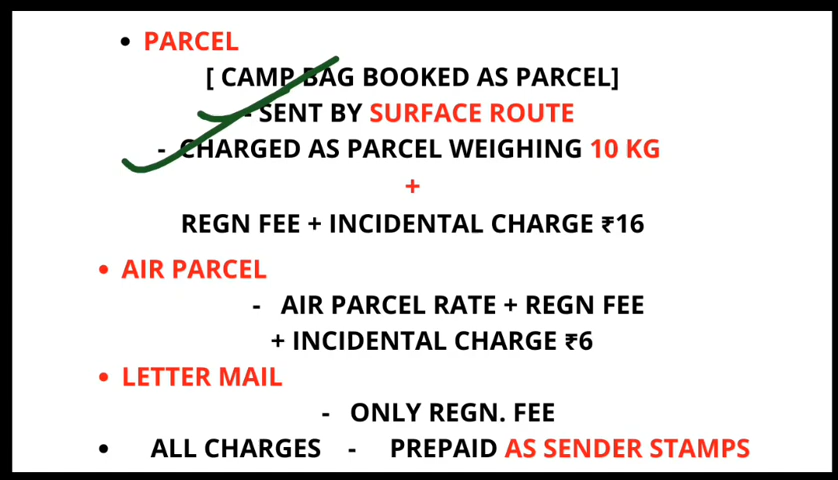 • PARCEL
[ CAMP BAG BOOKED AS PARCEL]
- SENT BY SURFACE ROUTE
- CHARGED AS PARCEL WEIGHING 10 KG
+
REGN FEE + INCIDENTAL CHARGE ₹16
• AIR PARCEL
- AIR PARCEL RATE + REGN FEE
+ INCIDENTAL CHARGE ₹6
• LETTER MAIL
- ONLY REGN. FEE
• ALL CHARGES - PREPAID AS SENDER STAMPS